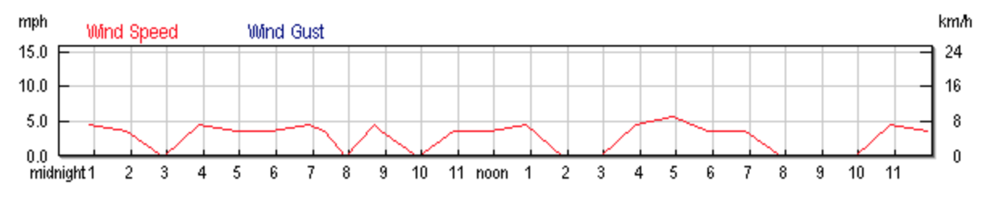 mph km/h
Wind Speed Wind Gust
15.0 24
10.0 16
5.0 8
0.0 0
midnight 1 2 3 4 5 6 7 8 9 10 11 noon 1 2 3 4 5 6 7 8 9 10 11